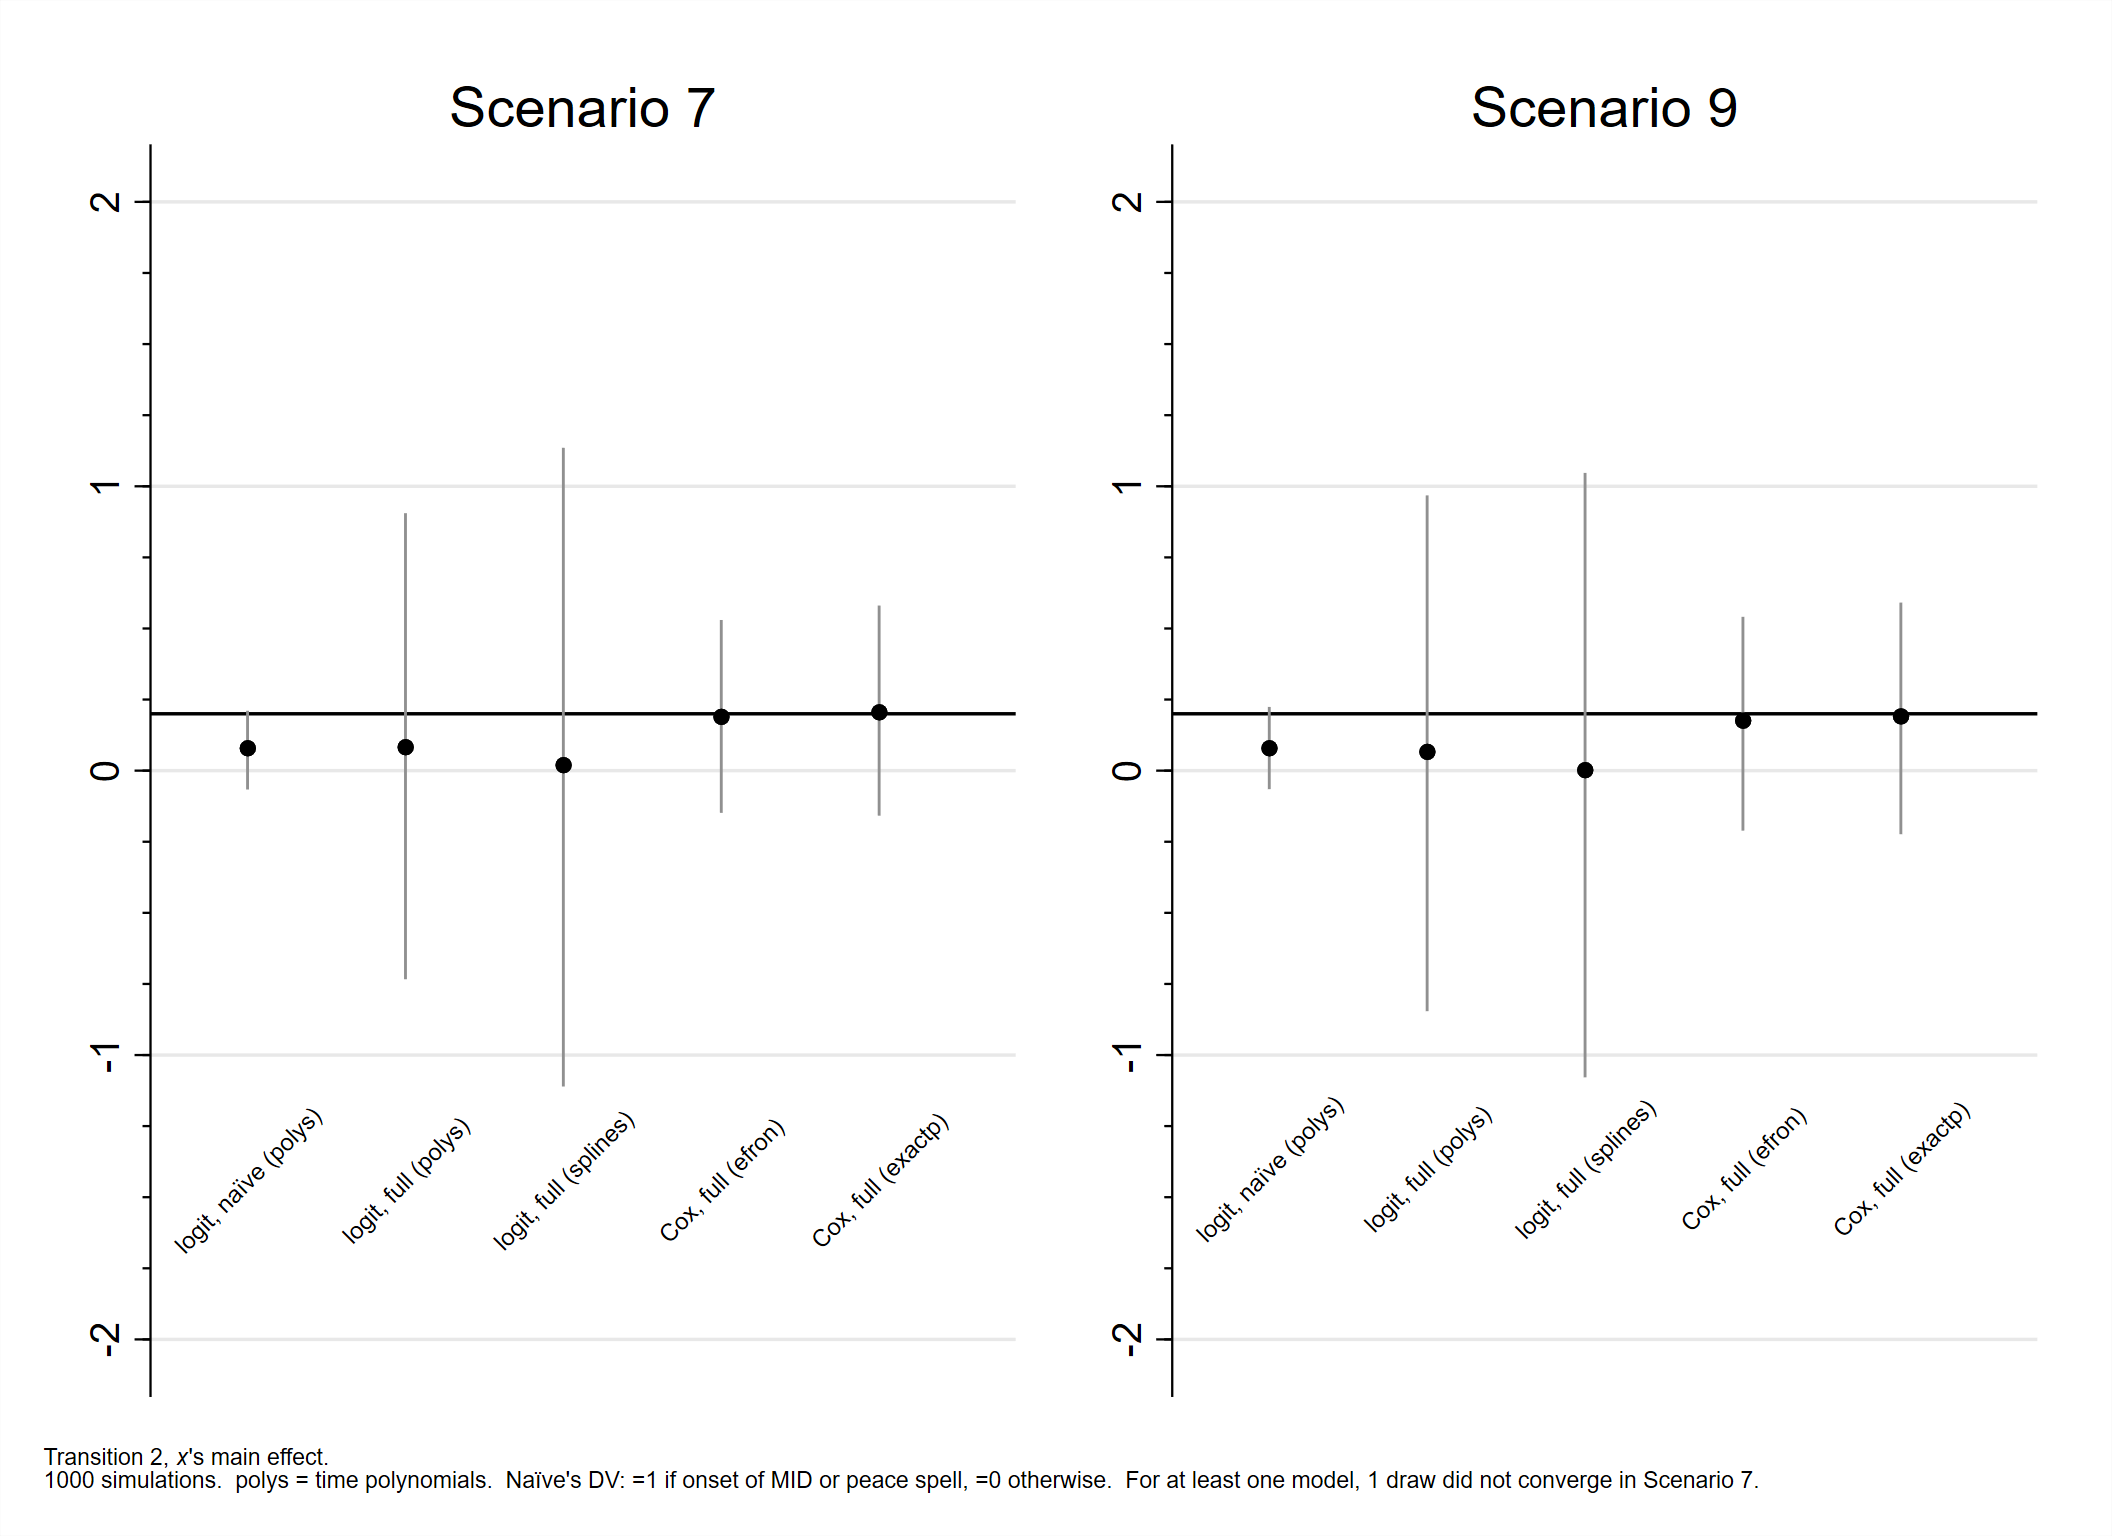 Scenario 7
2
1
0
-1
-2
logit, naïve (polys)
logit, full (polys)
logit, full (splines)
Cox, full (efron)
Cox, full (exactp)
Scenario 9
2
1
0
-1
-2
logit, naïve (polys)
logit, full (polys)
logit, full (splines)
Cox, full (efron)
Cox, full (exactp)
Transition 2, x's main effect.
1000 simulations.  polys = time polynomials.  Naïve's DV: =1 if onset of MID or peace spell, =0 otherwise.  For at least one model, 1 draw did not converge in Scenario 7.